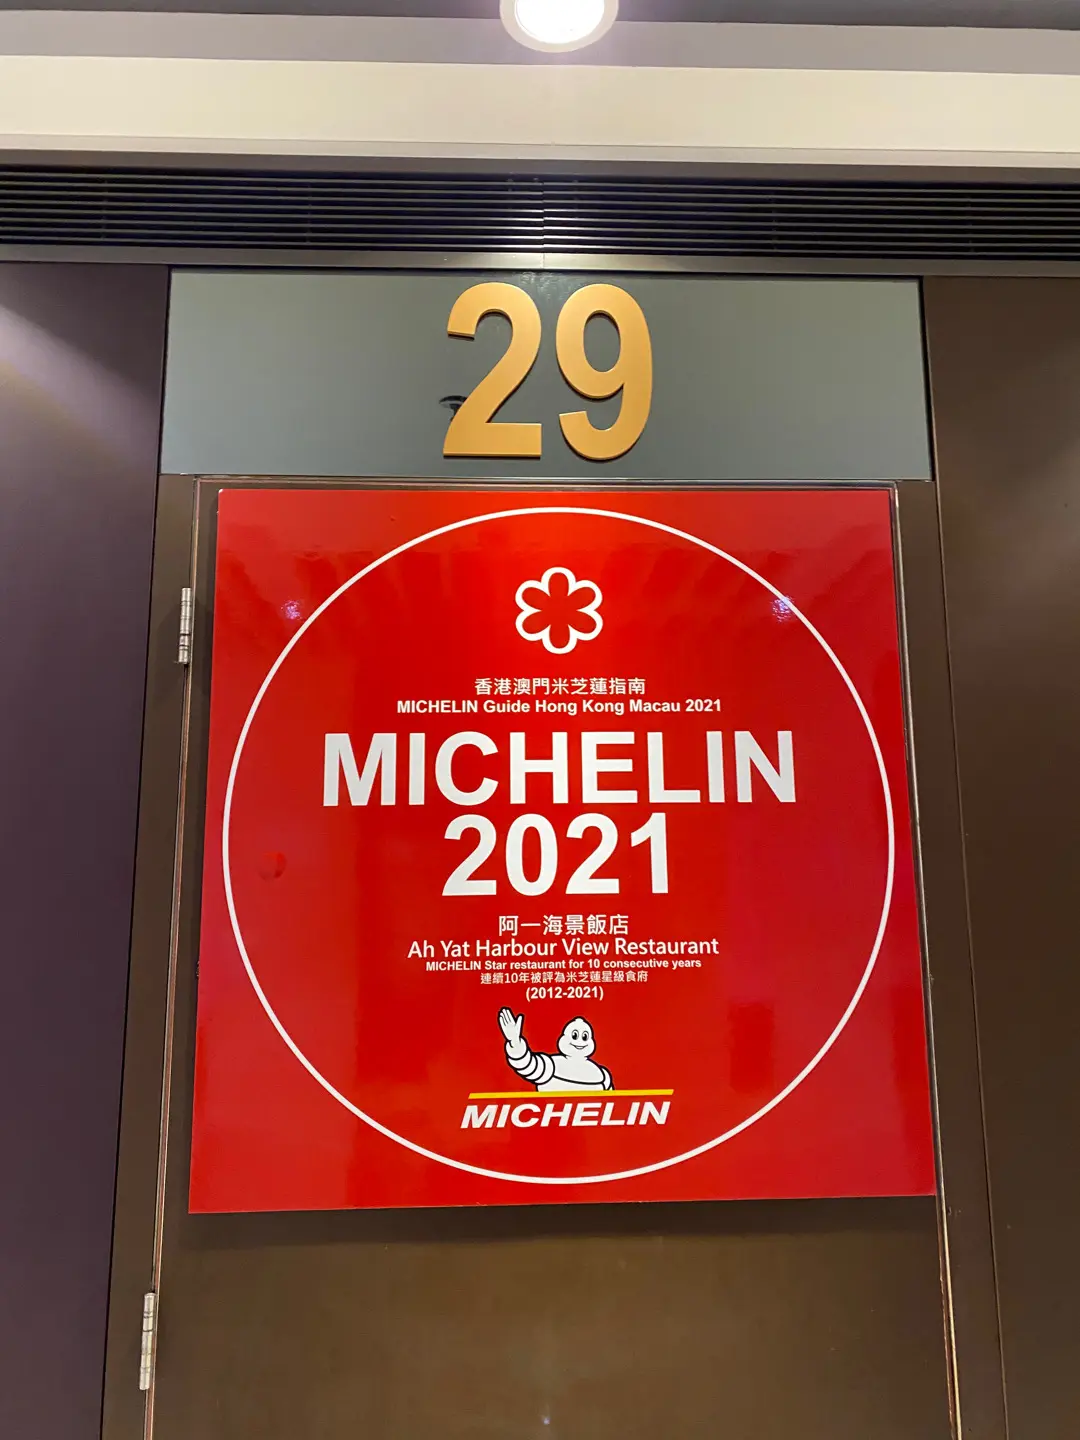 29
香港澳門米芝蓮指南
MICHELIN Guide Hong Kong Macau 2021
MICHELIN
2021
阿一海景飯店
Ah Yat Harbour View Restaurant
MICHELIN Star restaurant for 10 consecutive years
連續10年被評為米芝蓮星級食府
(2012-2021)
MICHELIN